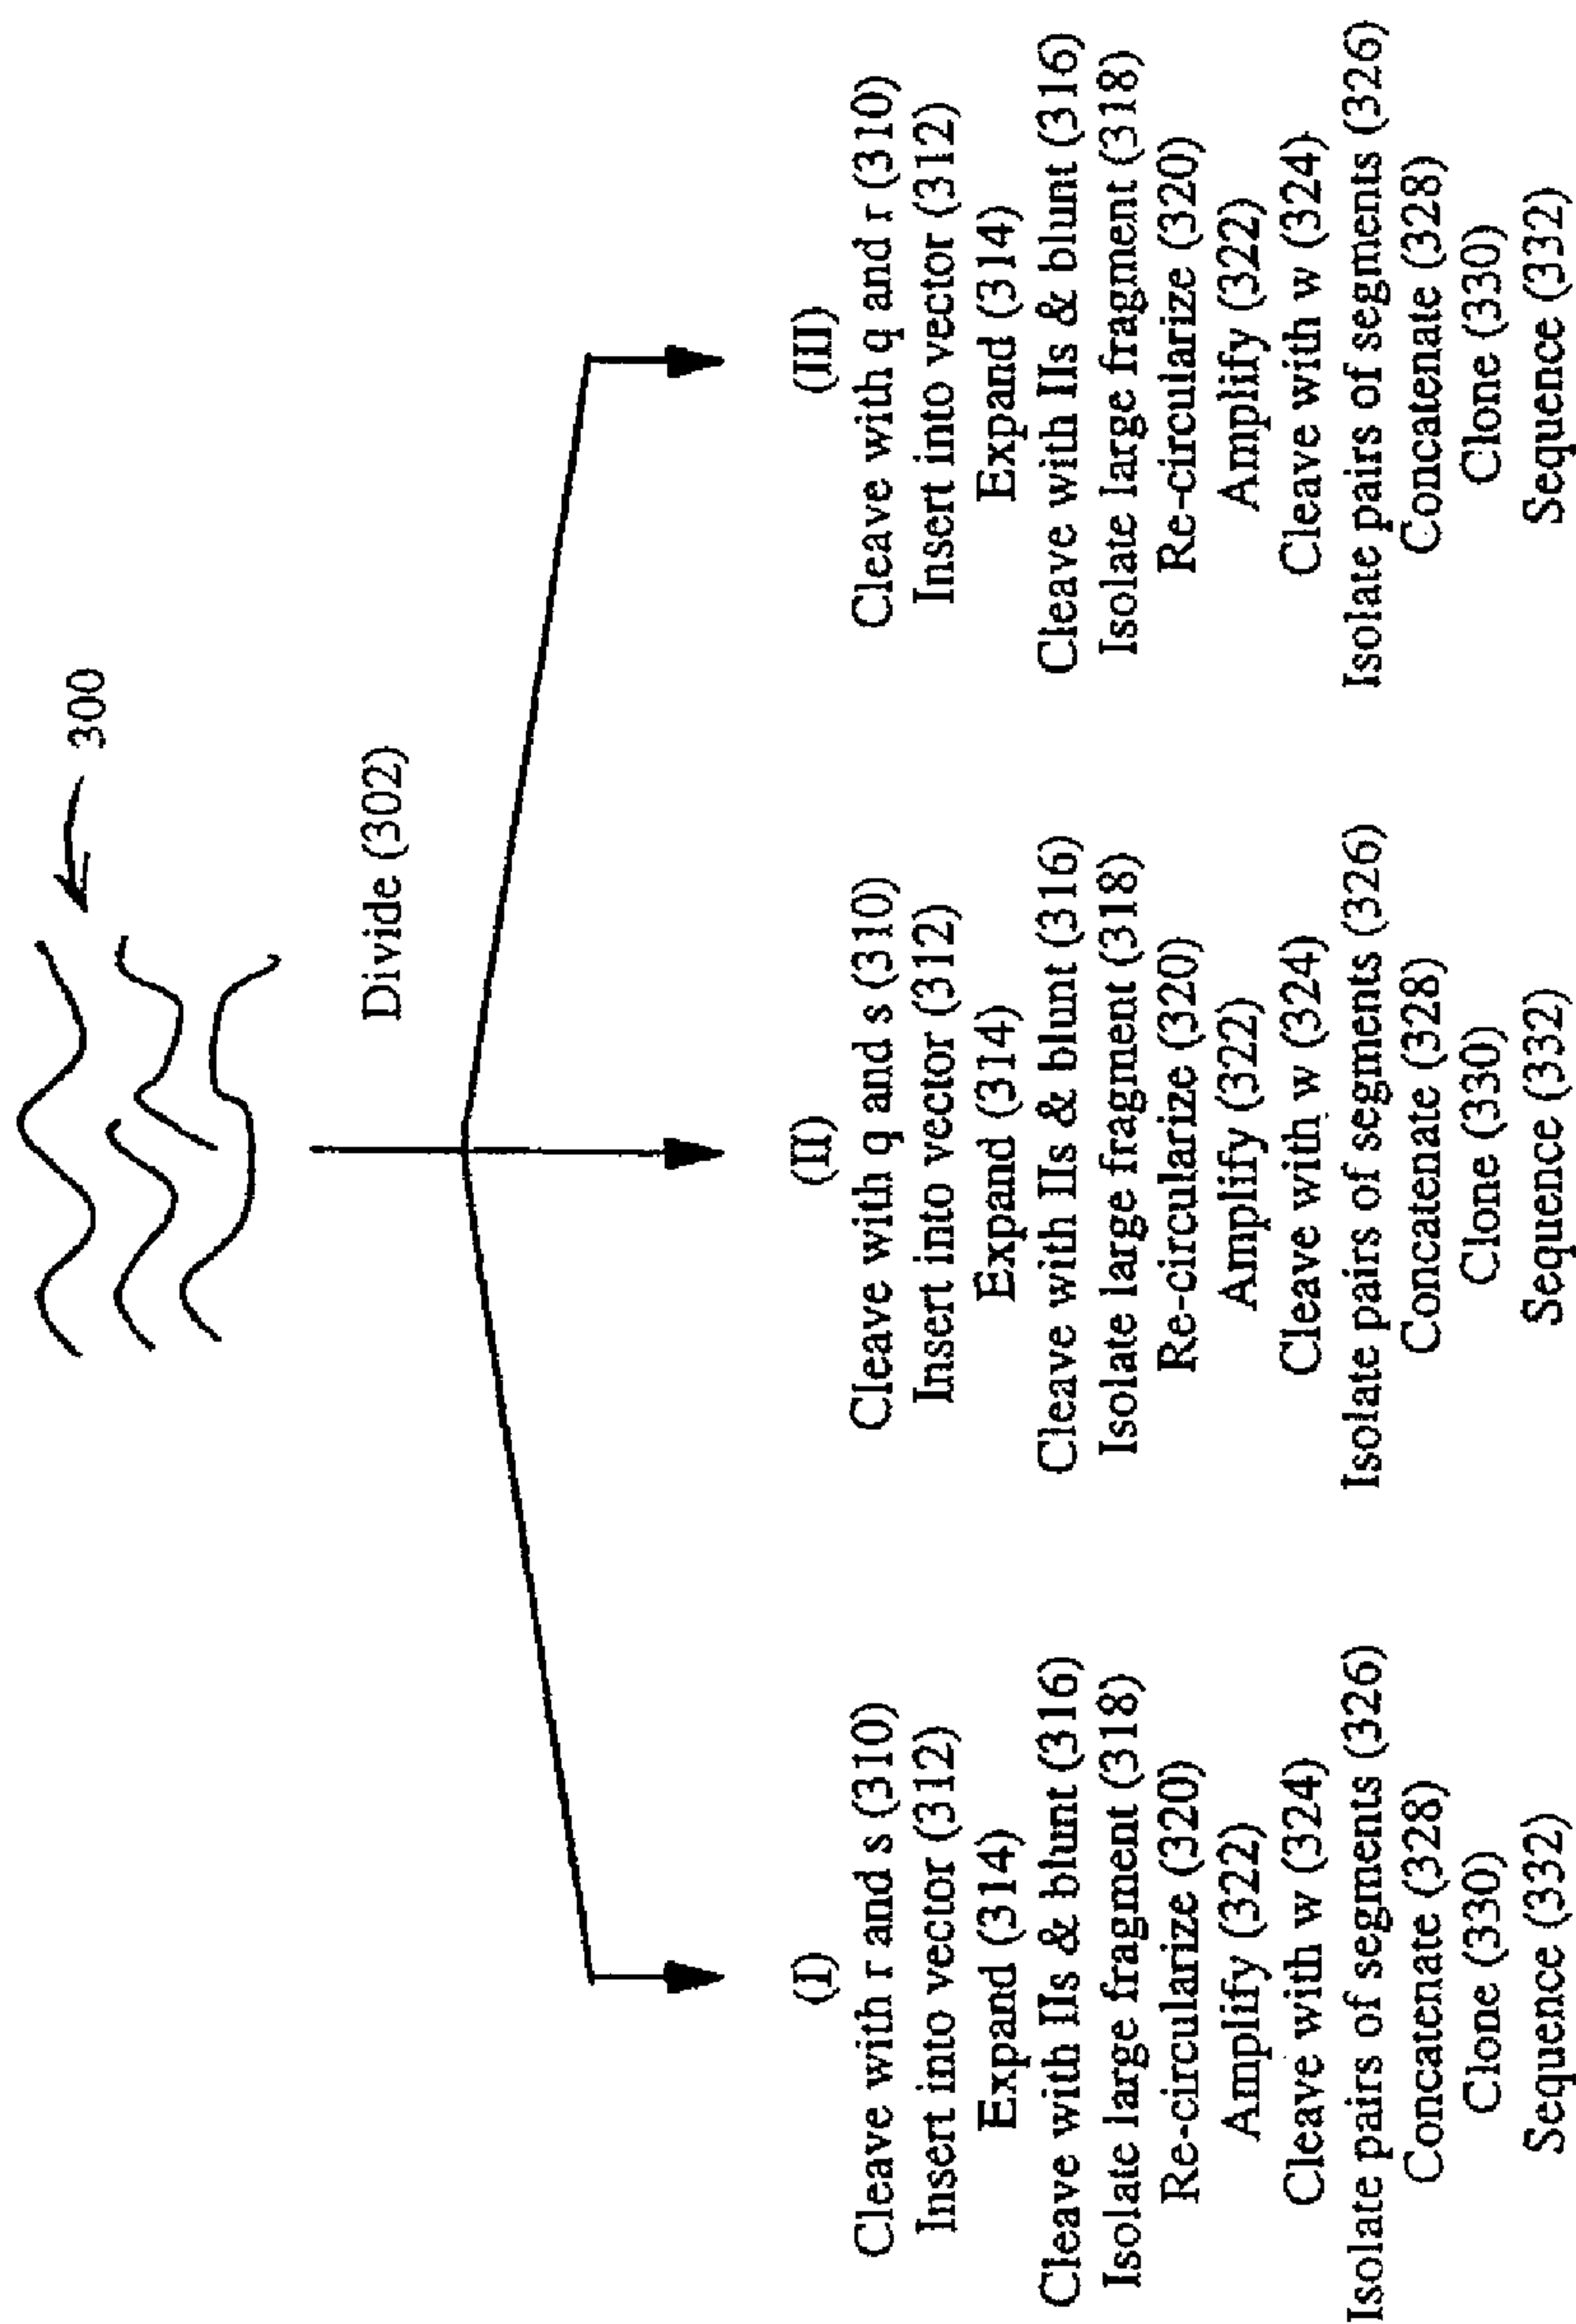 300
Divide (302)
(I)
Cleave with r and s (310)
Insert into vector (312)
Expand (314)
Cleave with IIs & blunt (316)
Isolate large fragment (318)
Re-circularize (320)
Amplify (322)
Cleave with w (324)
Isolate pairs of segments (326)
Concatenate (328)
Clone (330)
Sequence (332)
(II)
Cleave with q and s (310)
Insert into vector (312)
Expand (314)
Cleave with IIs & blunt (316)
Isolate large fragment (318)
Re-circularize (320)
Amplify (322)
Cleave with w (324)
Isolate pairs of segments (326)
Concatenate (328)
Clone (330)
Sequence (332)
(III)
Cleave with q and r (310)
Insert into vector (312)
Expand (314)
Cleave with IIs & blunt (316)
Isolate large fragment (318)
Re-circularize (320)
Amplify (322)
Cleave with w (324)
Isolate pairs of segments (326)
Concatenate (328)
Clone (330)
Sequence (332)